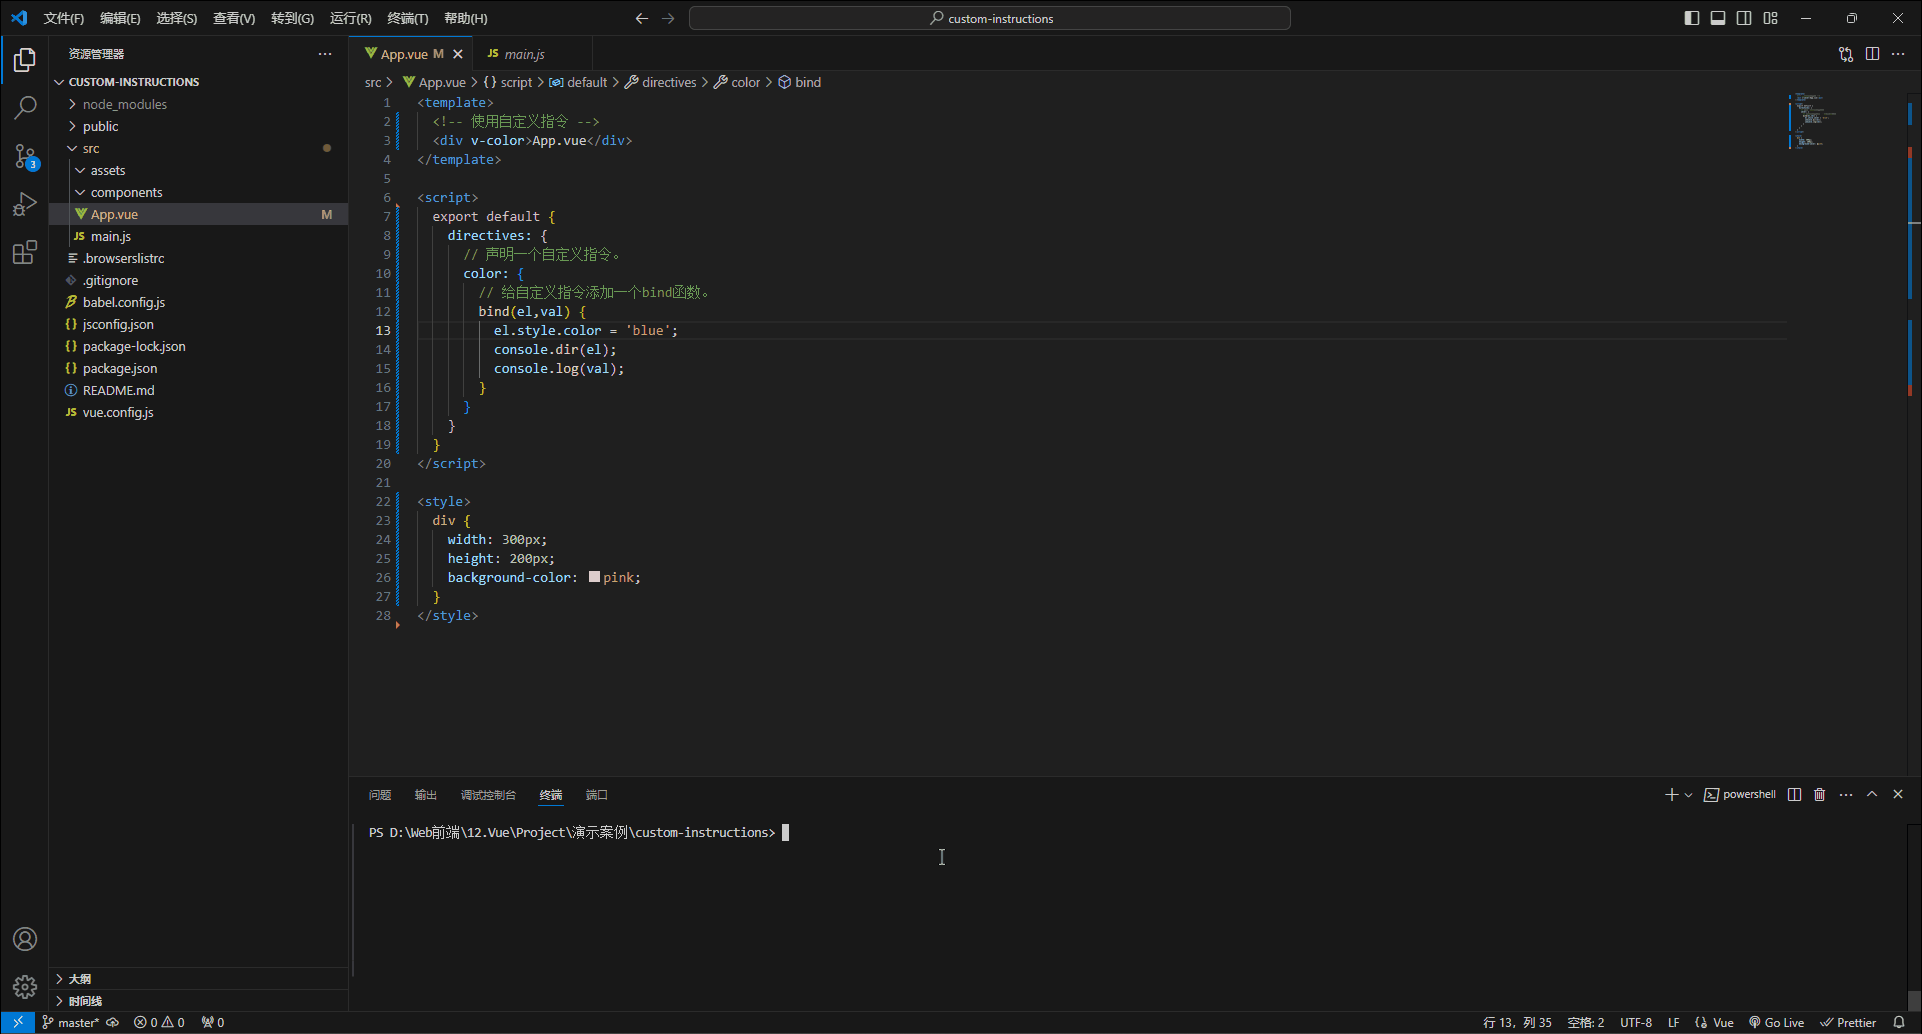 文件(F) 编辑(E) 选择(S) 查看(V) 转到(G) 运行(R) 终端(T) 帮助(H) custom-instructions
资源管理器
CUSTOM-INSTRUCTIONS
node_modules
public
src
assets
components
App.vue M
main.js
.browserslistrc
.gitignore
babel.config.js
jsconfig.json
package-lock.json
package.json
README.md
vue.config.js
大纲
时间线
3
App.vue M JS main.js
src > App.vue > {} script > default > directives > color > bind
1 <template>
2 <!-- 使用自定义指令 -->
3 <div v-color>App.vue</div>
4 </template>
5
6 <script>
7 export default {
8 directives: {
9 // 声明一个自定义指令。
10 color: {
11 // 给自定义指令添加一个bind函数。
12 bind(el,val) {
13 el.style.color = 'blue';
14 console.dir(el);
15 console.log(val);
16 }
17 }
18 }
19 }
20 </script>
21
22 <style>
23 div {
24 width: 300px;
25 height: 200px;
26 background-color: pink;
27 }
28 </style>
问题 输出 调试控制台 终端 端口 powershell
PS D:\Web前端\12.Vue\Project\演示案例\custom-instructions>
master* 0 0 0 行 13，列 35 空格: 2 UTF-8 LF {} Vue Go Live Prettier